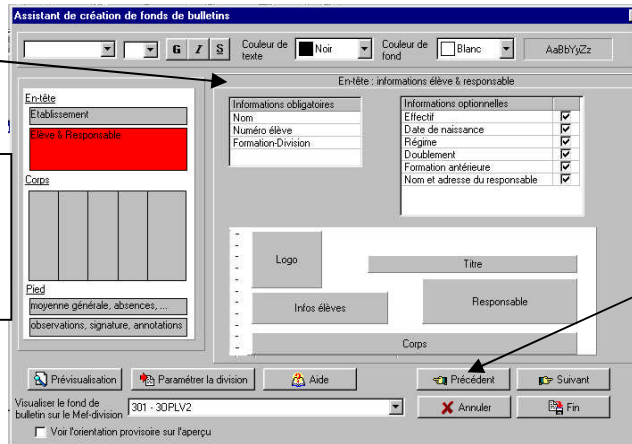 Assistant de création de fonds de bulletins
G I S Couleur de texte Noir Couleur de fond Blanc AaBbYyZz
En-tête : informations élève & responsable
En-tête
Etablissement
Elève & Responsable
Corps
Pied
moyenne générale, absences, ...
observations, signature, annotations
Informations obligatoires
Nom
Numéro élève
Formation-Division
Informations optionnelles
Effectif
Date de naissance
Régime
Doublement
Formation antérieure
Nom et adresse du responsable
Logo
Titre
Infos élèves
Responsable
Corps
Prévisualisation
Paramétrer la division
Aide
Précédent
Suivant
Visualiser le fond de
bulletin sur le Mef-division
301 - 3DPLV2
Annuler
Fin
Voir l'orientation provisoire sur l'aperçu